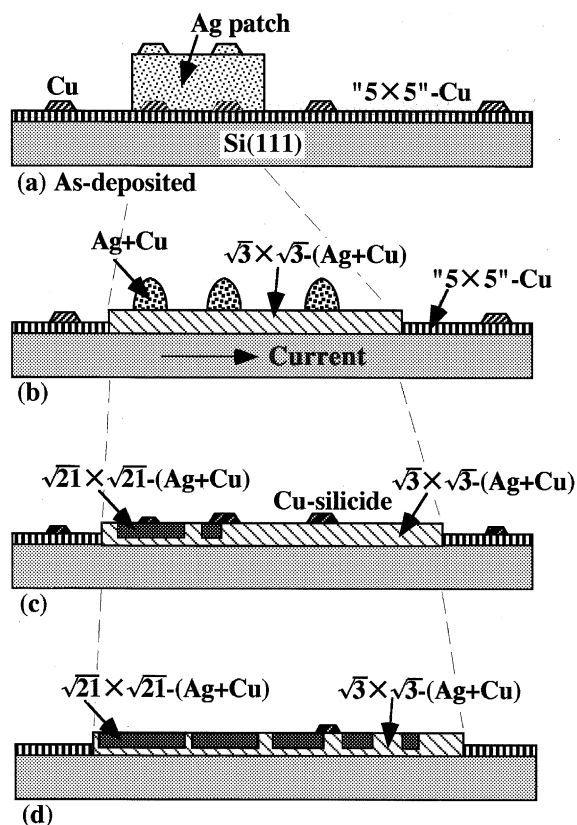 Ag patch
Cu
"5×5"-Cu
Si(111)
(a) As-deposited
Ag+Cu
√3×√3-(Ag+Cu)
"5×5"-Cu
Current
(b)
√21×√21-(Ag+Cu)
Cu-silicide
√3×√3-(Ag+Cu)
(c)
√21×√21-(Ag+Cu)
√3×√3-(Ag+Cu)
(d)